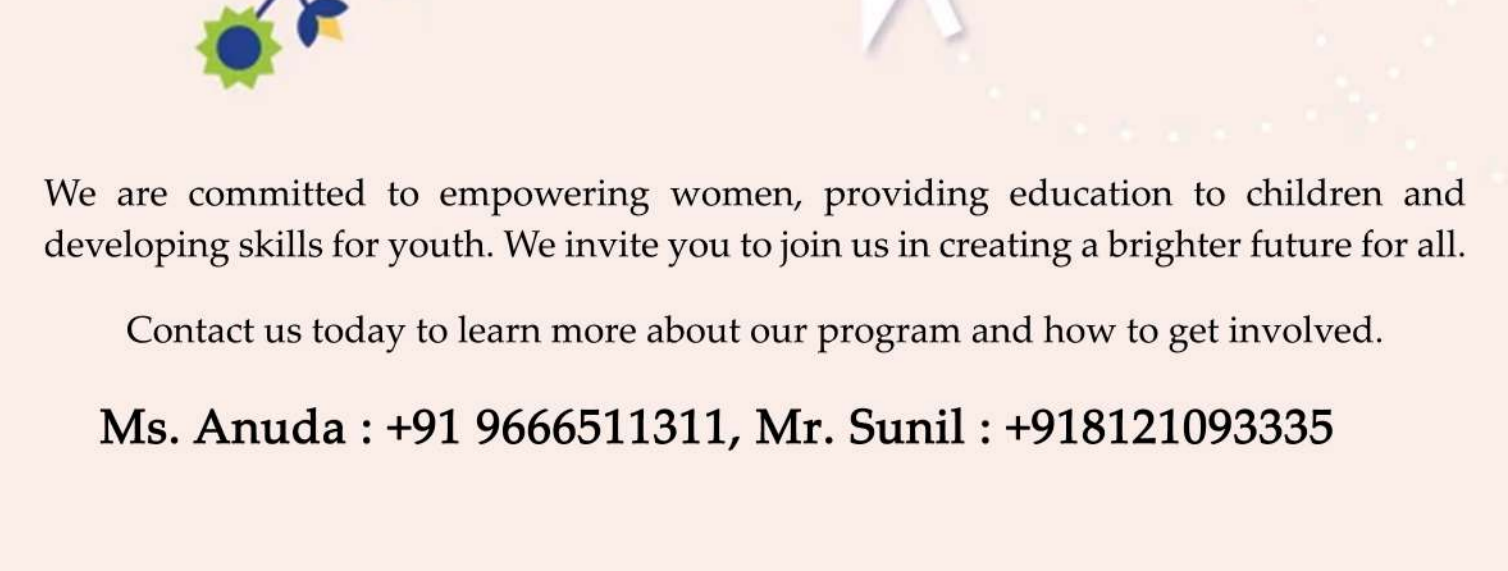 We are committed to empowering women, providing education to children and
developing skills for youth. We invite you to join us in creating a brighter future for all.
Contact us today to learn more about our program and how to get involved.
Ms. Anuda : +91 9666511311, Mr. Sunil : +918121093335